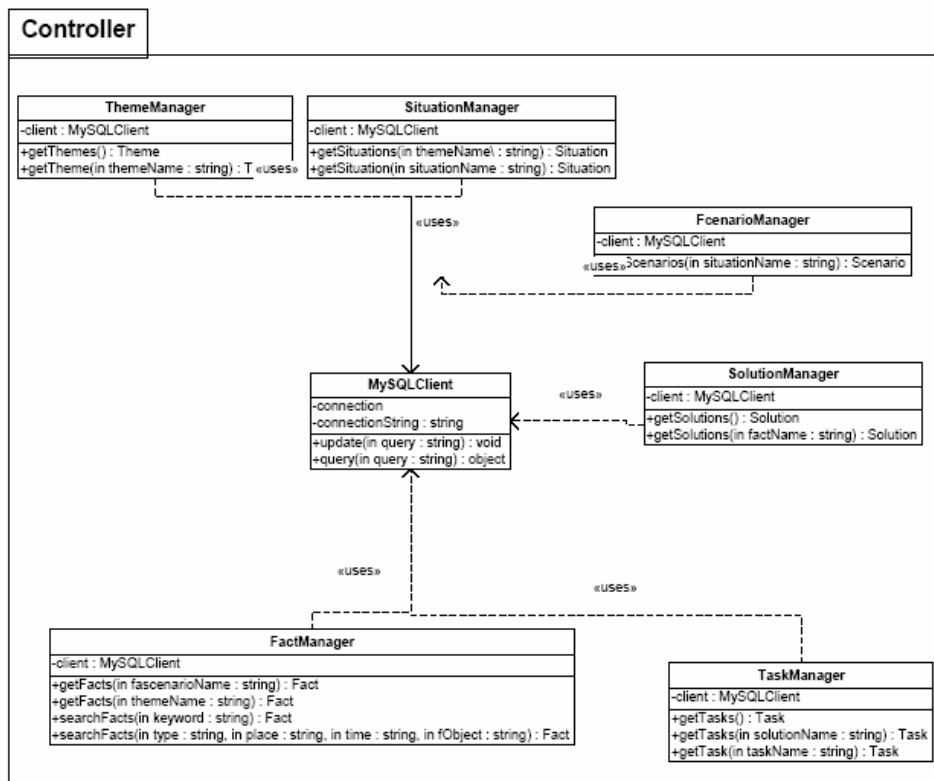 Controller
ThemeManager
-client : MySQLClient
+getThemes() : Theme
+getTheme(in themeName : string) : T
«uses»
SituationManager
-client : MySQLClient
+getSituations(in themeName\ : string) : Situation
+getSituation(in situationName : string) : Situation
«uses»
FcenarioManager
-client : MySQLClient
«uses»
Scenarios(in situationName : string) : Scenario
MySQLClient
-connection
-connectionString : string
+update(in query : string) : void
+query(in query : string) : object
«uses»
SolutionManager
-client : MySQLClient
+getSolutions() : Solution
+getSolutions(in factName : string) : Solution
«uses»
«uses»
FactManager
-client : MySQLClient
+getFacts(in fascenarioName : string) : Fact
+getFacts(in themeName : string) : Fact
+searchFacts(in keyword : string) : Fact
+searchFacts(in type : string, in place : string, in time : string, in fObject : string) : Fact
TaskManager
-client : MySQLClient
+getTasks() : Task
+getTasks(in solutionName : string) : Task
+getTask(in taskName : string) : Task